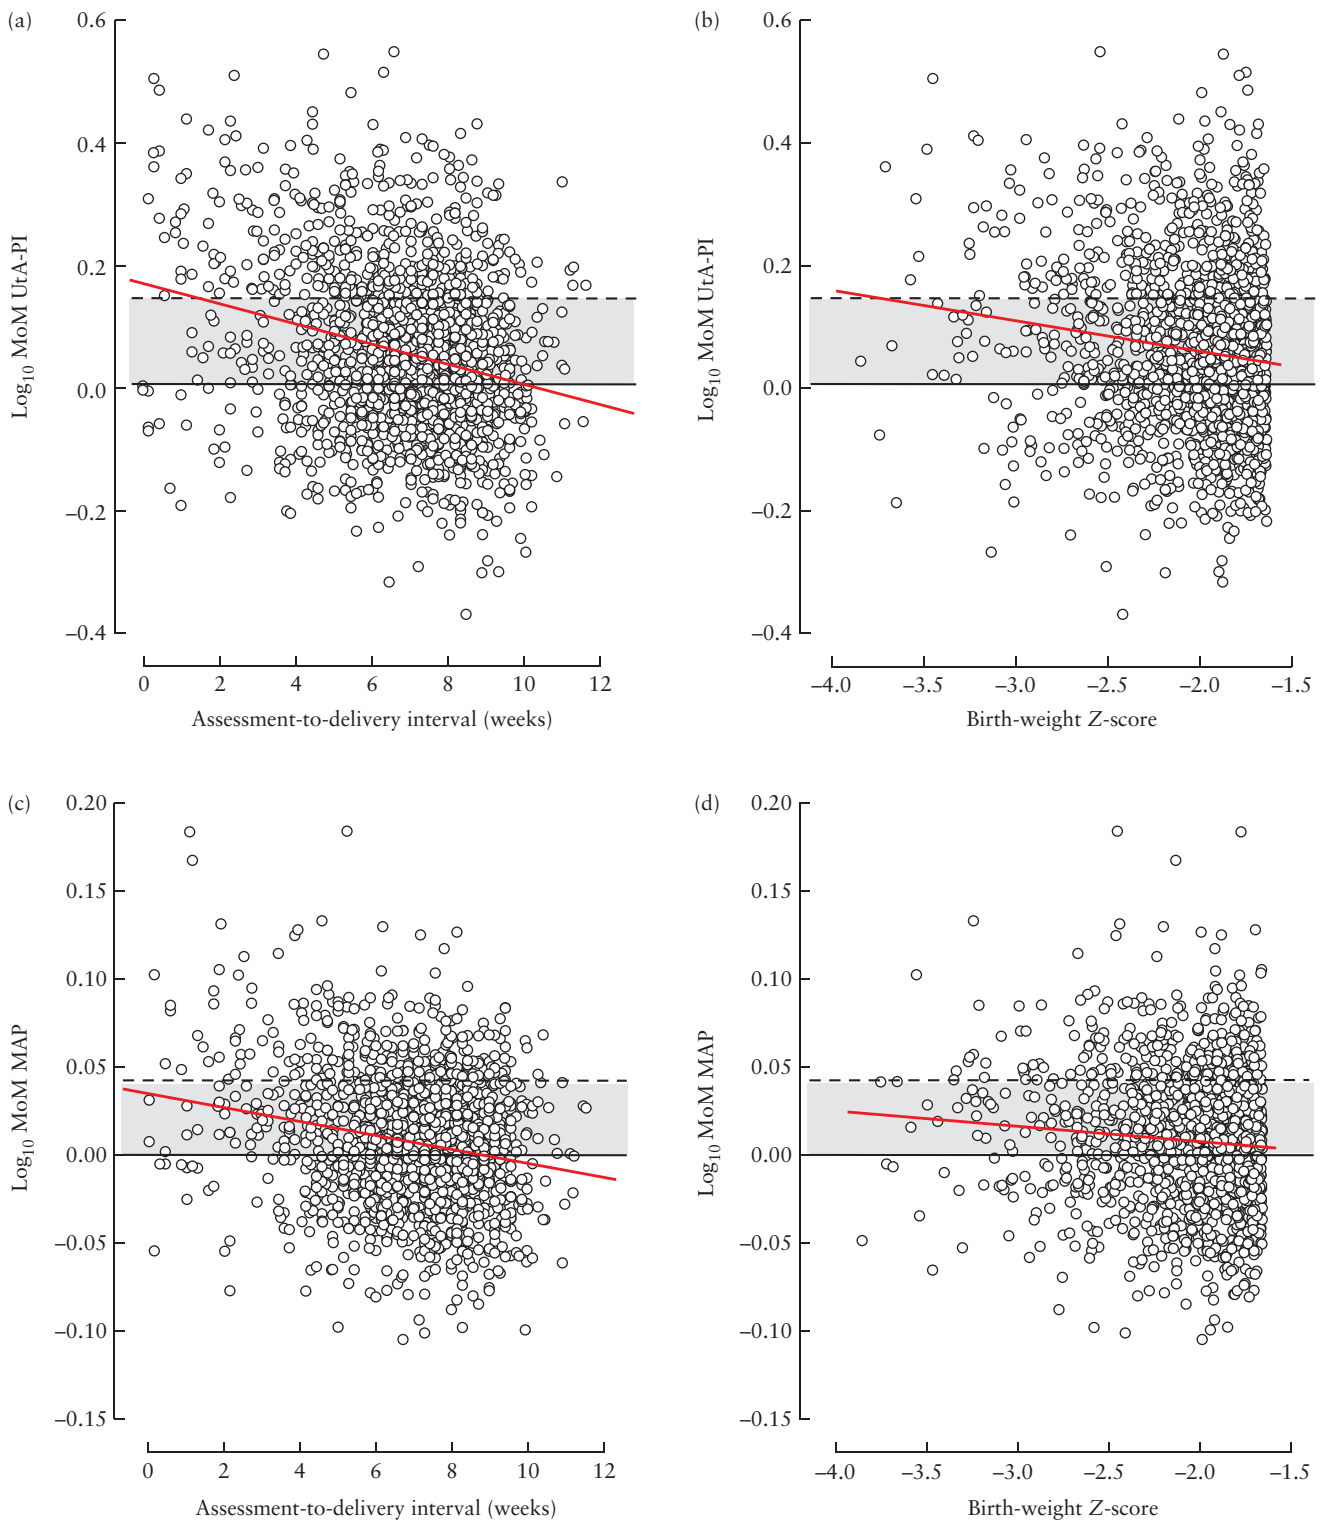 (a)
Log10 MoM UtA-PI
0.6
0.4
0.2
0.0
–0.2
–0.4
0 2 4 6 8 10 12
Assessment-to-delivery interval (weeks)
(b)
Log10 MoM UtA-PI
0.6
0.4
0.2
0.0
–0.2
–0.4
–4.0 –3.5 –3.0 –2.5 –2.0 –1.5
Birth-weight Z-score
(c)
Log10 MoM MAP
0.20
0.15
0.10
0.05
0.00
–0.05
–0.10
–0.15
0 2 4 6 8 10 12
Assessment-to-delivery interval (weeks)
(d)
Log10 MoM MAP
0.20
0.15
0.10
0.05
0.00
–0.05
–0.10
–0.15
–4.0 –3.5 –3.0 –2.5 –2.0 –1.5
Birth-weight Z-score